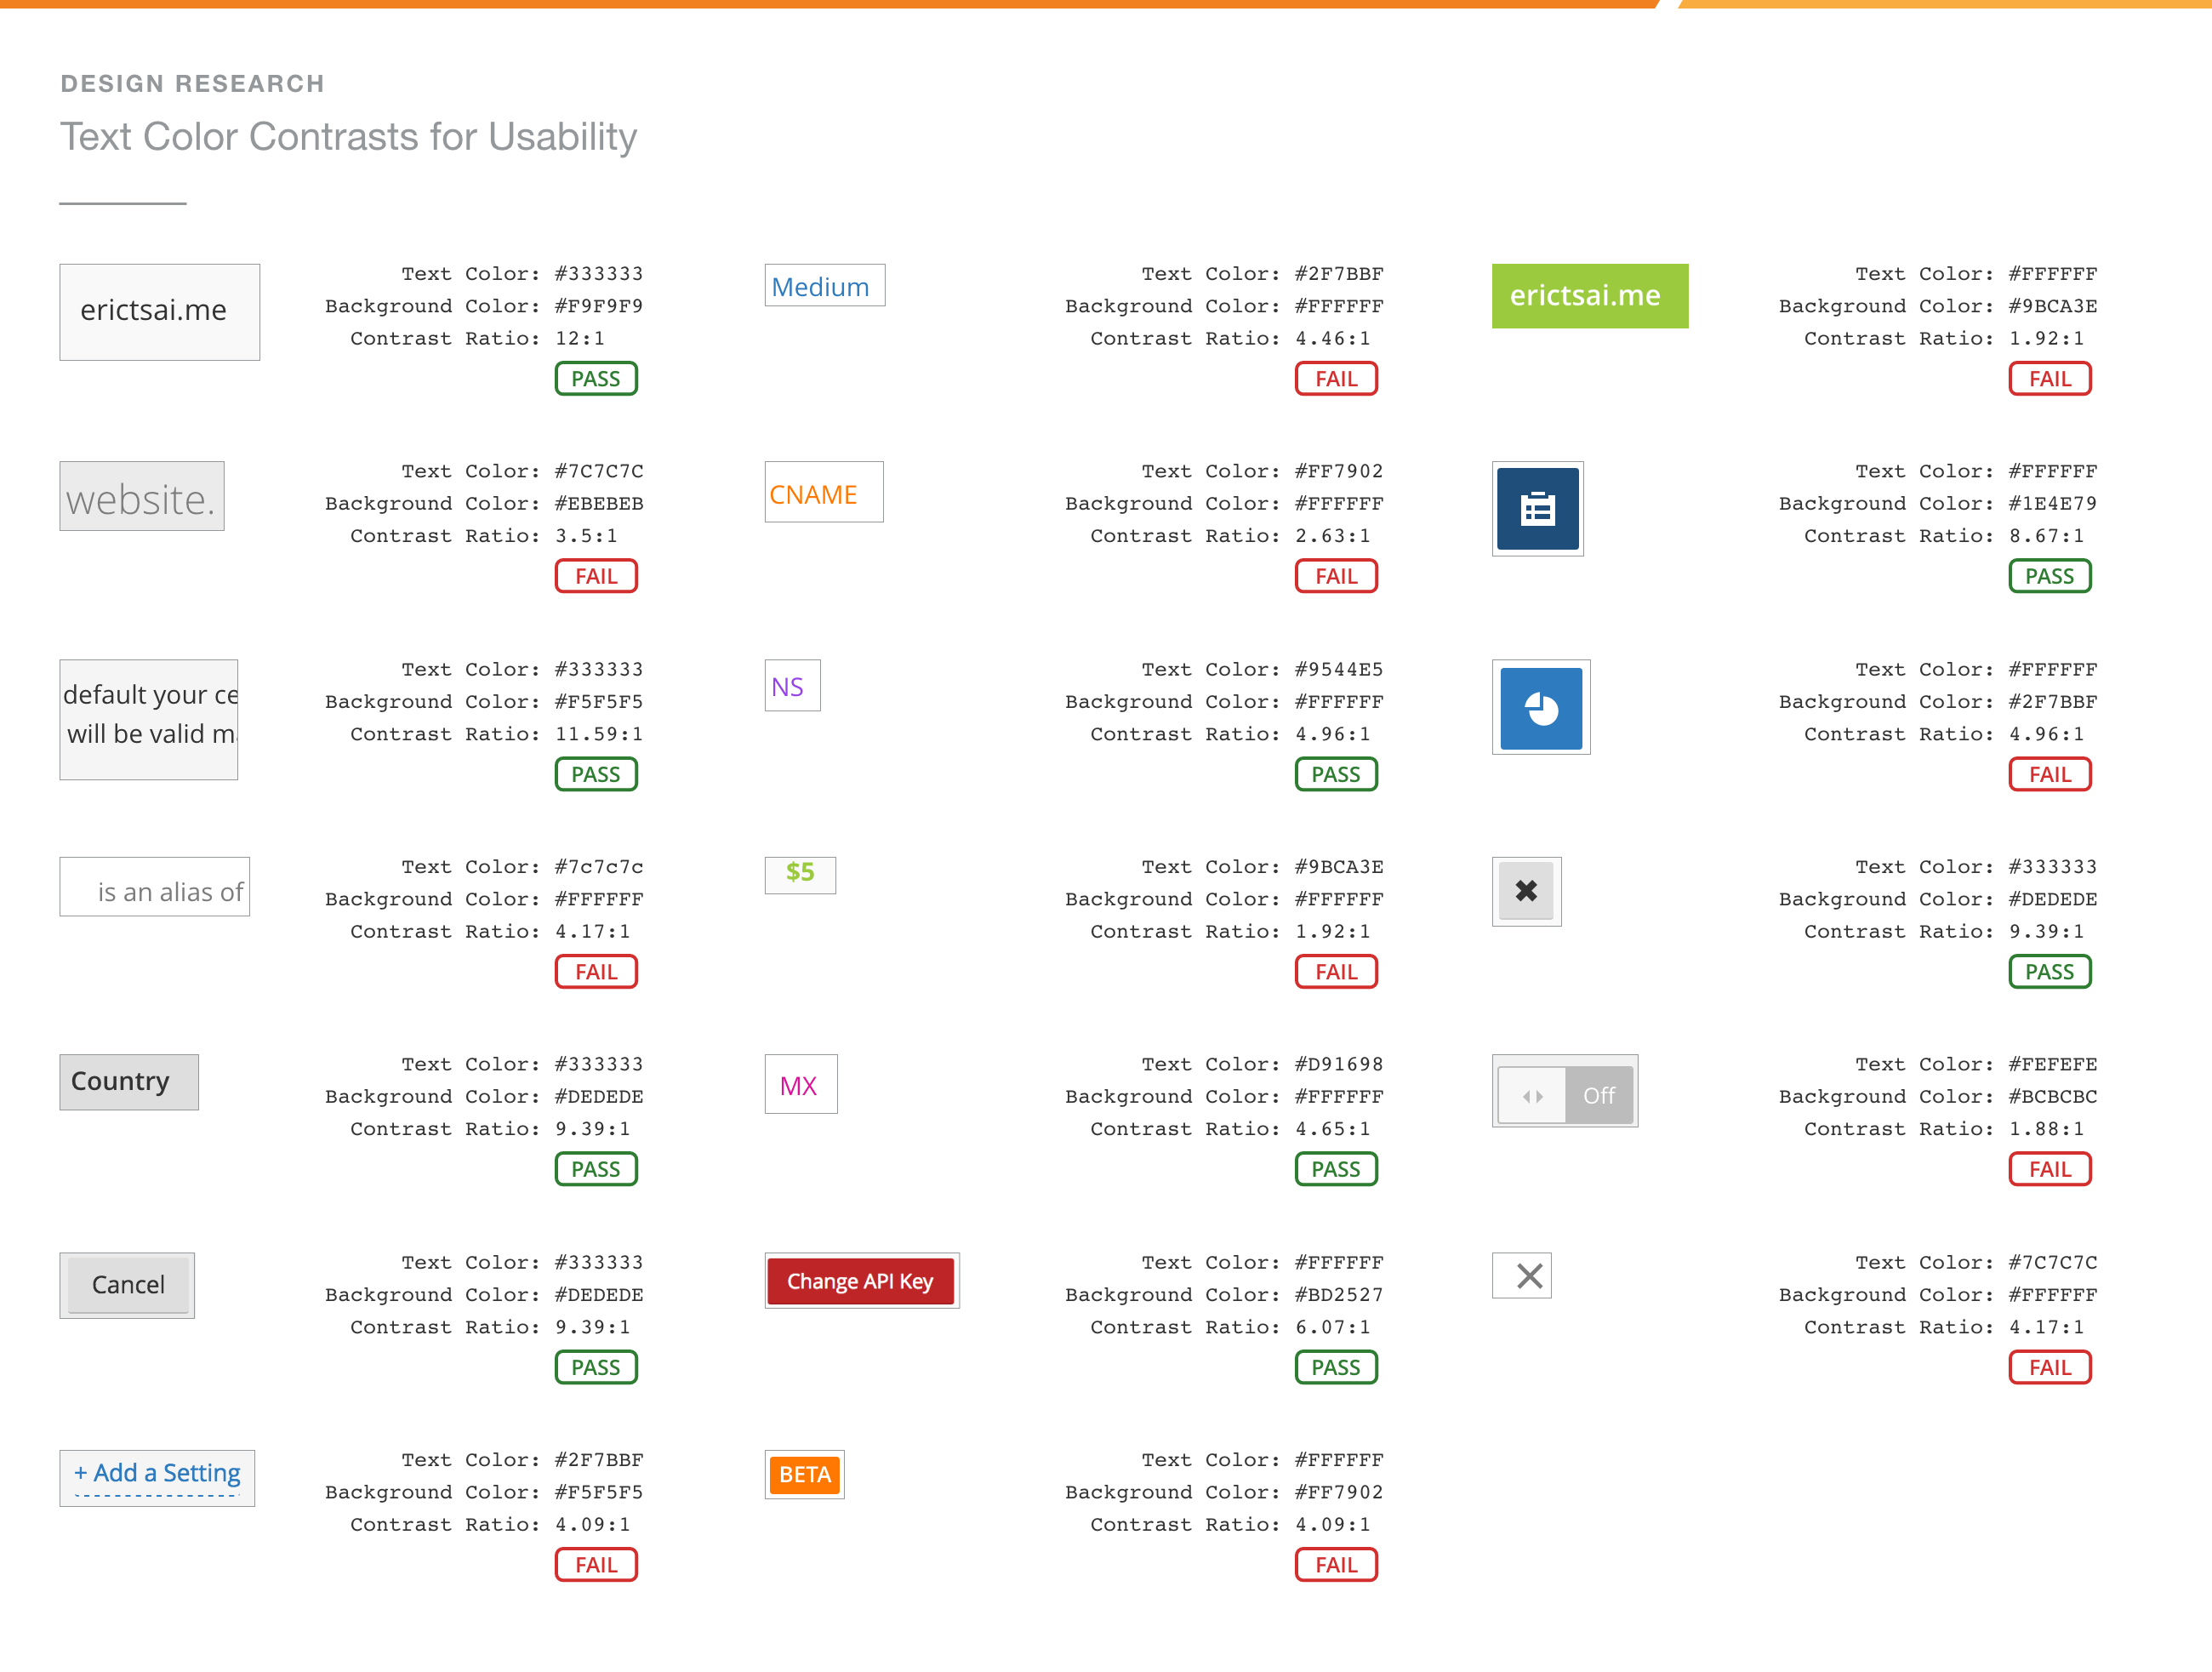 DESIGN RESEARCH
Text Color Contrasts for Usability
erictsai.me
Text Color: #333333
Background Color: #F9F9F9
Contrast Ratio: 12:1
PASS
website.
Text Color: #7C7C7C
Background Color: #EBEBEB
Contrast Ratio: 3.5:1
FAIL
default your ce
will be valid m
Text Color: #333333
Background Color: #F5F5F5
Contrast Ratio: 11.59:1
PASS
is an alias of
Text Color: #7c7c7c
Background Color: #FFFFFF
Contrast Ratio: 4.17:1
FAIL
Country
Text Color: #333333
Background Color: #DEDEDE
Contrast Ratio: 9.39:1
PASS
Cancel
Text Color: #333333
Background Color: #DEDEDE
Contrast Ratio: 9.39:1
PASS
+ Add a Setting
Text Color: #2F7BBF
Background Color: #F5F5F5
Contrast Ratio: 4.09:1
FAIL
Medium
Text Color: #2F7BBF
Background Color: #FFFFFF
Contrast Ratio: 4.46:1
FAIL
CNAME
Text Color: #FF7902
Background Color: #FFFFFF
Contrast Ratio: 2.63:1
FAIL
NS
Text Color: #9544E5
Background Color: #FFFFFF
Contrast Ratio: 4.96:1
PASS
$5
Text Color: #9BCA3E
Background Color: #FFFFFF
Contrast Ratio: 1.92:1
FAIL
MX
Text Color: #D91698
Background Color: #FFFFFF
Contrast Ratio: 4.65:1
PASS
Change API Key
Text Color: #FFFFFF
Background Color: #BD2527
Contrast Ratio: 6.07:1
PASS
BETA
Text Color: #FFFFFF
Background Color: #FF7902
Contrast Ratio: 4.09:1
FAIL
erictsai.me
Text Color: #FFFFFF
Background Color: #9BCA3E
Contrast Ratio: 1.92:1
FAIL
Text Color: #FFFFFF
Background Color: #1E4E79
Contrast Ratio: 8.67:1
PASS
Text Color: #FFFFFF
Background Color: #2F7BBF
Contrast Ratio: 4.96:1
FAIL
Text Color: #333333
Background Color: #DEDEDE
Contrast Ratio: 9.39:1
PASS
Off
Text Color: #FEFEFE
Background Color: #BCBCBC
Contrast Ratio: 1.88:1
FAIL
Text Color: #7C7C7C
Background Color: #FFFFFF
Contrast Ratio: 4.17:1
FAIL